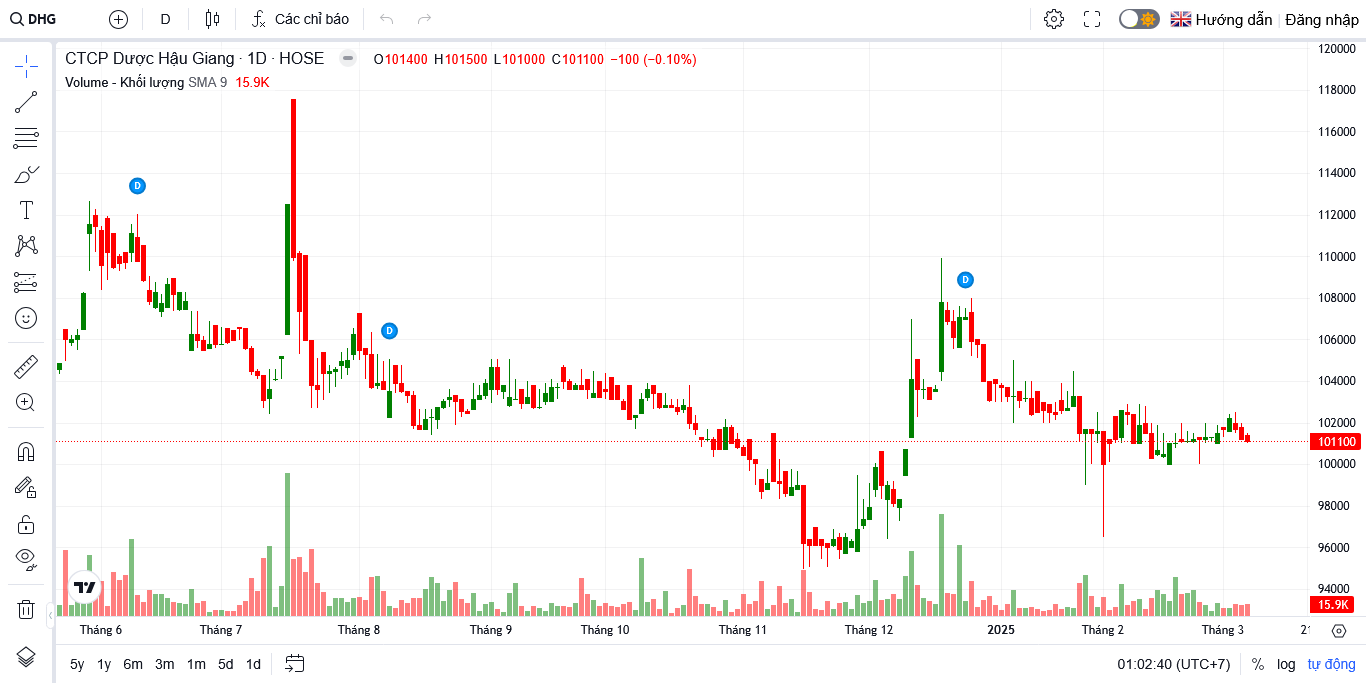 DHG D Các chỉ báo Hướng dẫn Đăng nhập
CTCP Dược Hậu Giang · 1D · HOSE O101400 H101500 L101000 C101100 −100 (−0.10%)
Volume - Khối lượng SMA 9 15.9K
D
D
D
120000
118000
116000
114000
112000
110000
108000
106000
104000
102000
101100
100000
98000
96000
94000
15.9K
Tháng 6 Tháng 7 Tháng 8 Tháng 9 Tháng 10 Tháng 11 Tháng 12 2025 Tháng 2 Tháng 3 21
5y 1y 6m 3m 1m 5d 1d 01:02:40 (UTC+7) % log tự động